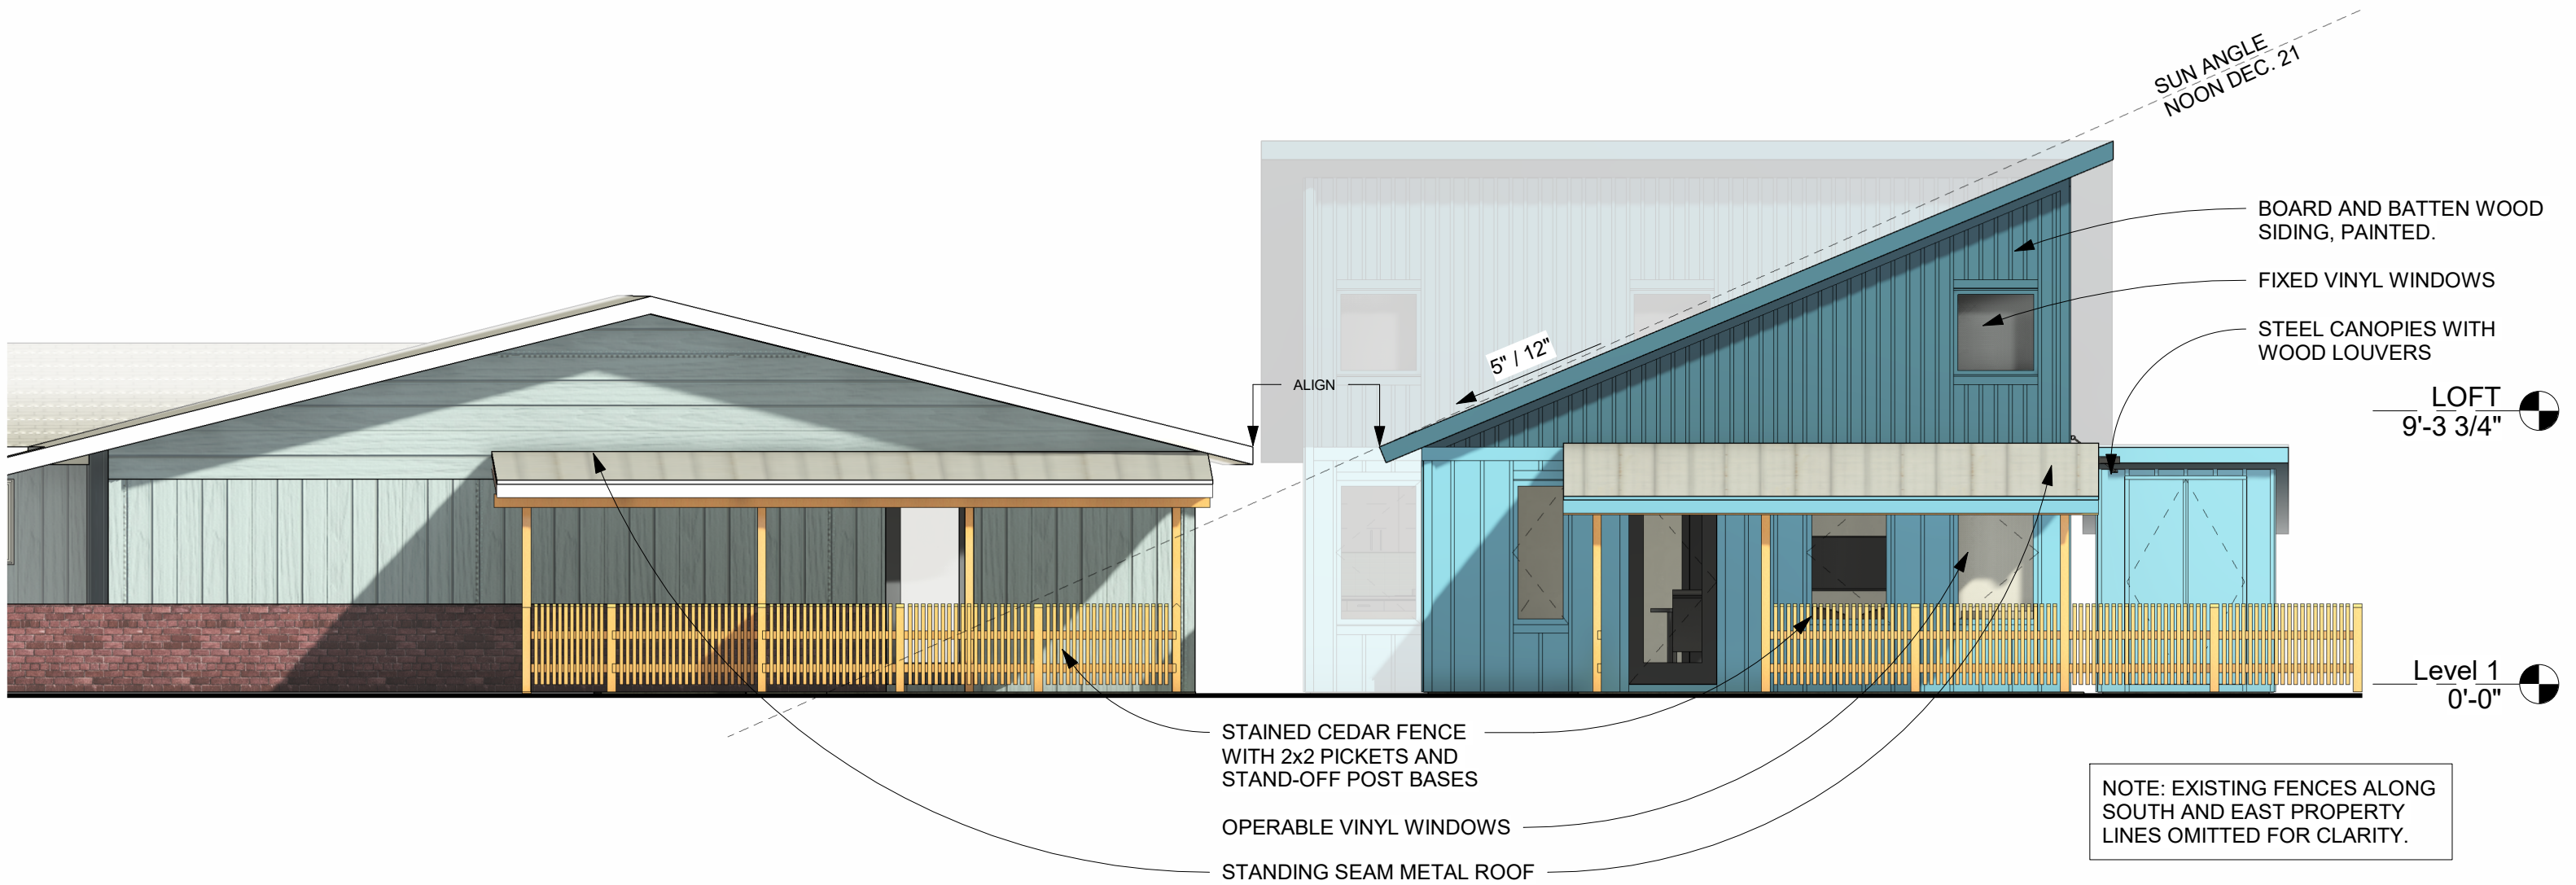 SUN ANGLE
NOON DEC. 21
BOARD AND BATTEN WOOD
SIDING, PAINTED.
FIXED VINYL WINDOWS
STEEL CANOPIES WITH
WOOD LOUVERS
5" / 12"
ALIGN
LOFT
9'-3 3/4"
Level 1
0'-0"
STAINED CEDAR FENCE
WITH 2x2 PICKETS AND
STAND-OFF POST BASES
OPERABLE VINYL WINDOWS
STANDING SEAM METAL ROOF
NOTE: EXISTING FENCES ALONG
SOUTH AND EAST PROPERTY
LINES OMITTED FOR CLARITY.